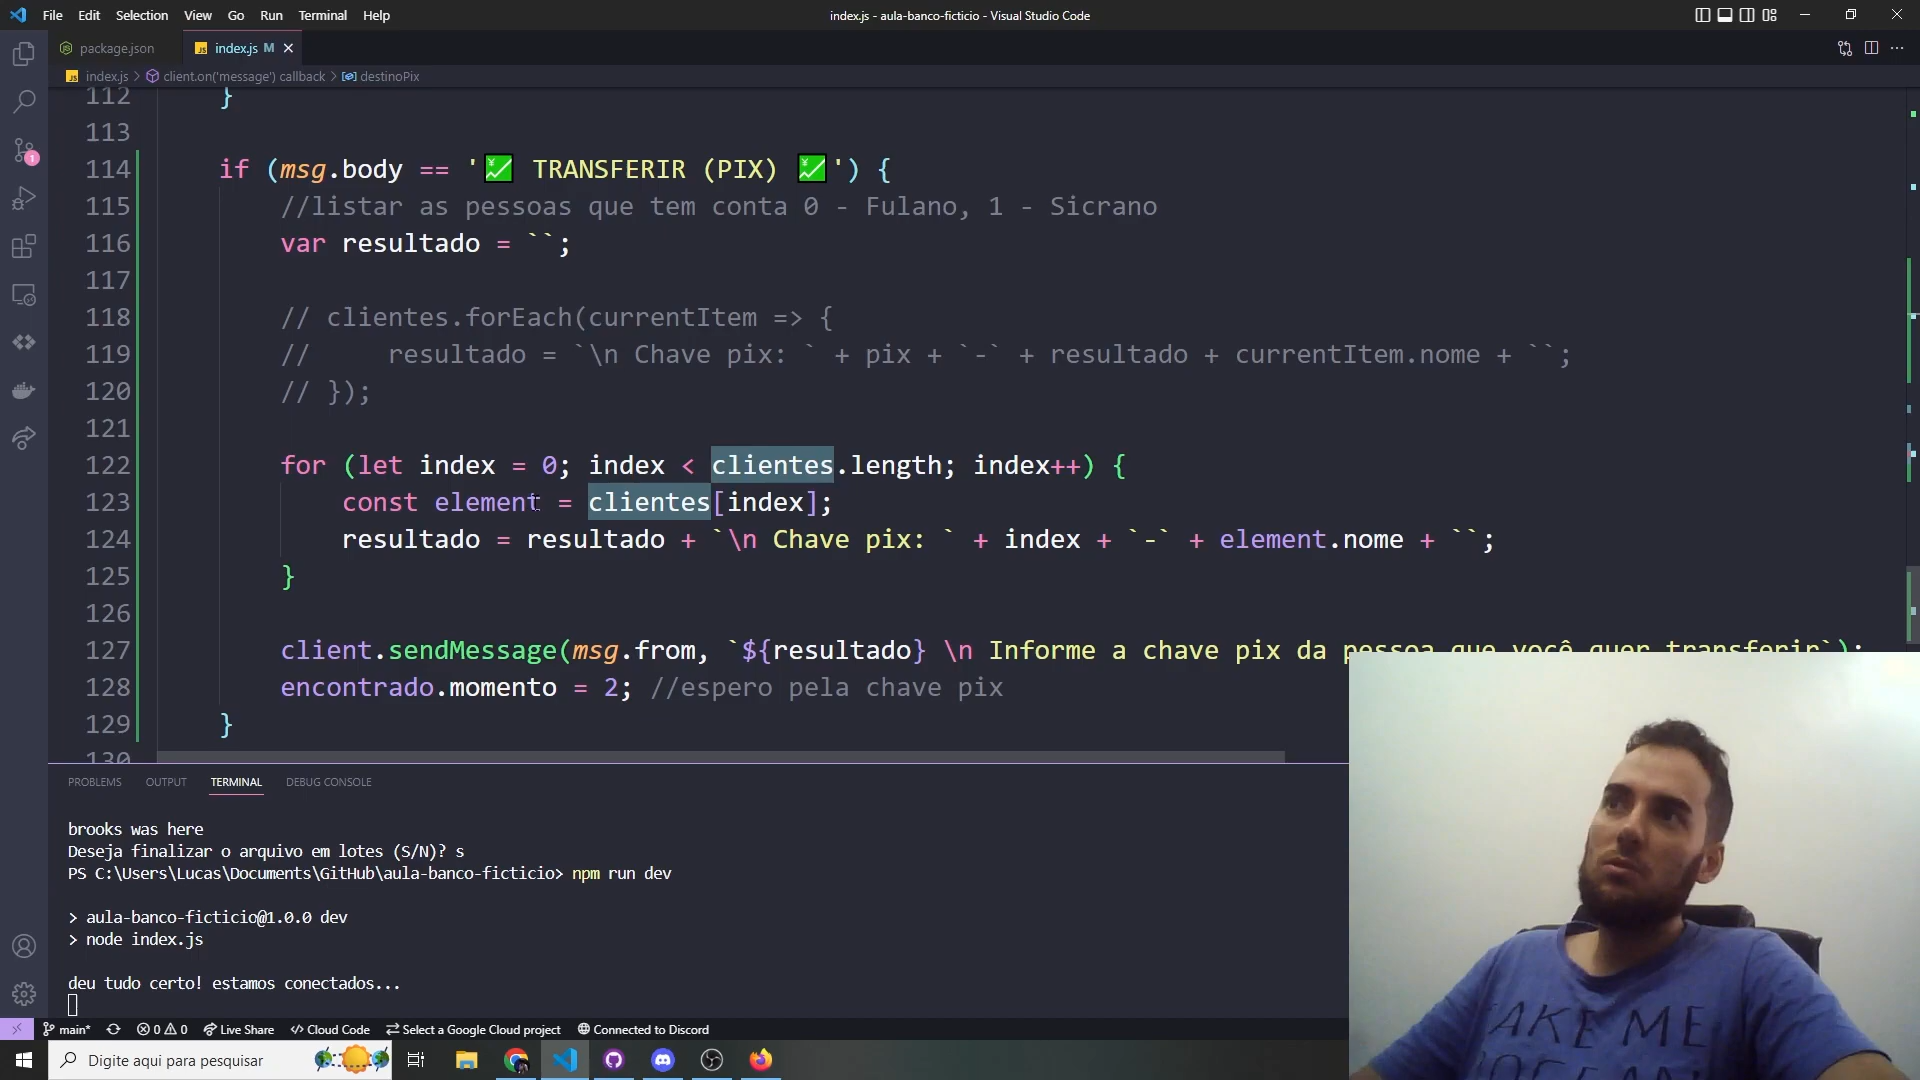 File Edit Selection View Go Run Terminal Help
index.js - aula-banco-ficticio - Visual Studio Code
package.json
index.js M
index.js > client.on('message') callback > destinoPix
112 }
113
114 if (msg.body == '💹 TRANSFERIR (PIX) 💹') {
115 //listar as pessoas que tem conta 0 - Fulano, 1 - Sicrano
116 var resultado = ``;
117
118 // clientes.forEach(currentItem => {
119 //     resultado = `\n Chave pix: ` + pix + `-` + resultado + currentItem.nome + ``;
120 // });
121
122 for (let index = 0; index < clientes.length; index++) {
123 const element = clientes[index];
124 resultado = resultado + `\n Chave pix: ` + index + `-` + element.nome + ``;
125 }
126
127 client.sendMessage(msg.from, `${resultado} \n Informe a chave pix da pessoa que você quer transferir`);
128 encontrado.momento = 2; //espero pela chave pix
129 }
130
PROBLEMS OUTPUT TERMINAL DEBUG CONSOLE
brooks was here
Deseja finalizar o arquivo em lotes (S/N)? s
PS C:\Users\Lucas\Documents\GitHub\aula-banco-ficticio> npm run dev
> aula-banco-ficticio@1.0.0 dev
> node index.js
deu tudo certo! estamos conectados...
TAKE ME
main* 0 0 Live Share Cloud Code Select a Google Cloud project Connected to Discord
Digite aqui para pesquisar